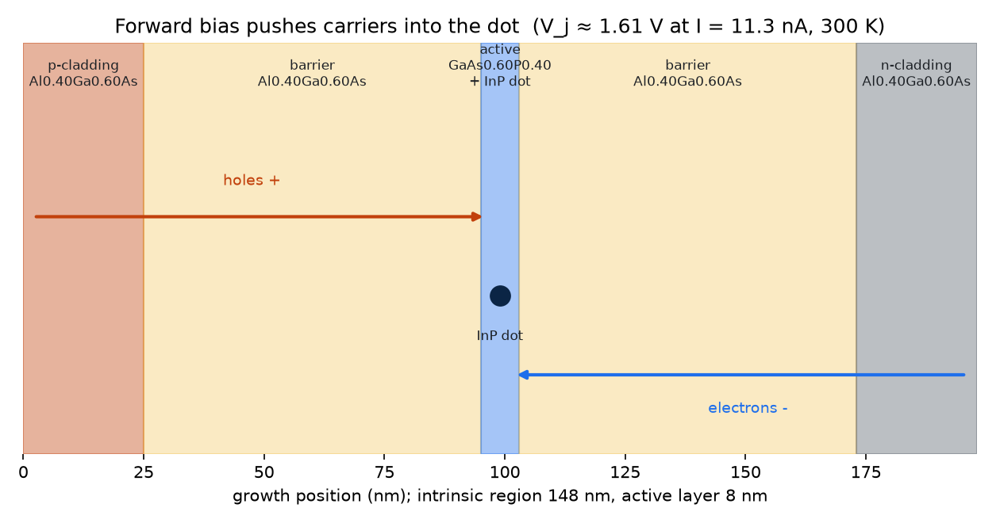 Forward bias pushes carriers into the dot  (V_j ≈ 1.61 V at I = 11.3 nA, 300 K)
p-cladding
Al0.40Ga0.60As
barrier
Al0.40Ga0.60As
active
GaAs0.60P0.40
+ InP dot
barrier
Al0.40Ga0.60As
n-cladding
Al0.40Ga0.60As
holes +
InP dot
electrons -
0 25 50 75 100 125 150 175
growth position (nm); intrinsic region 148 nm, active layer 8 nm